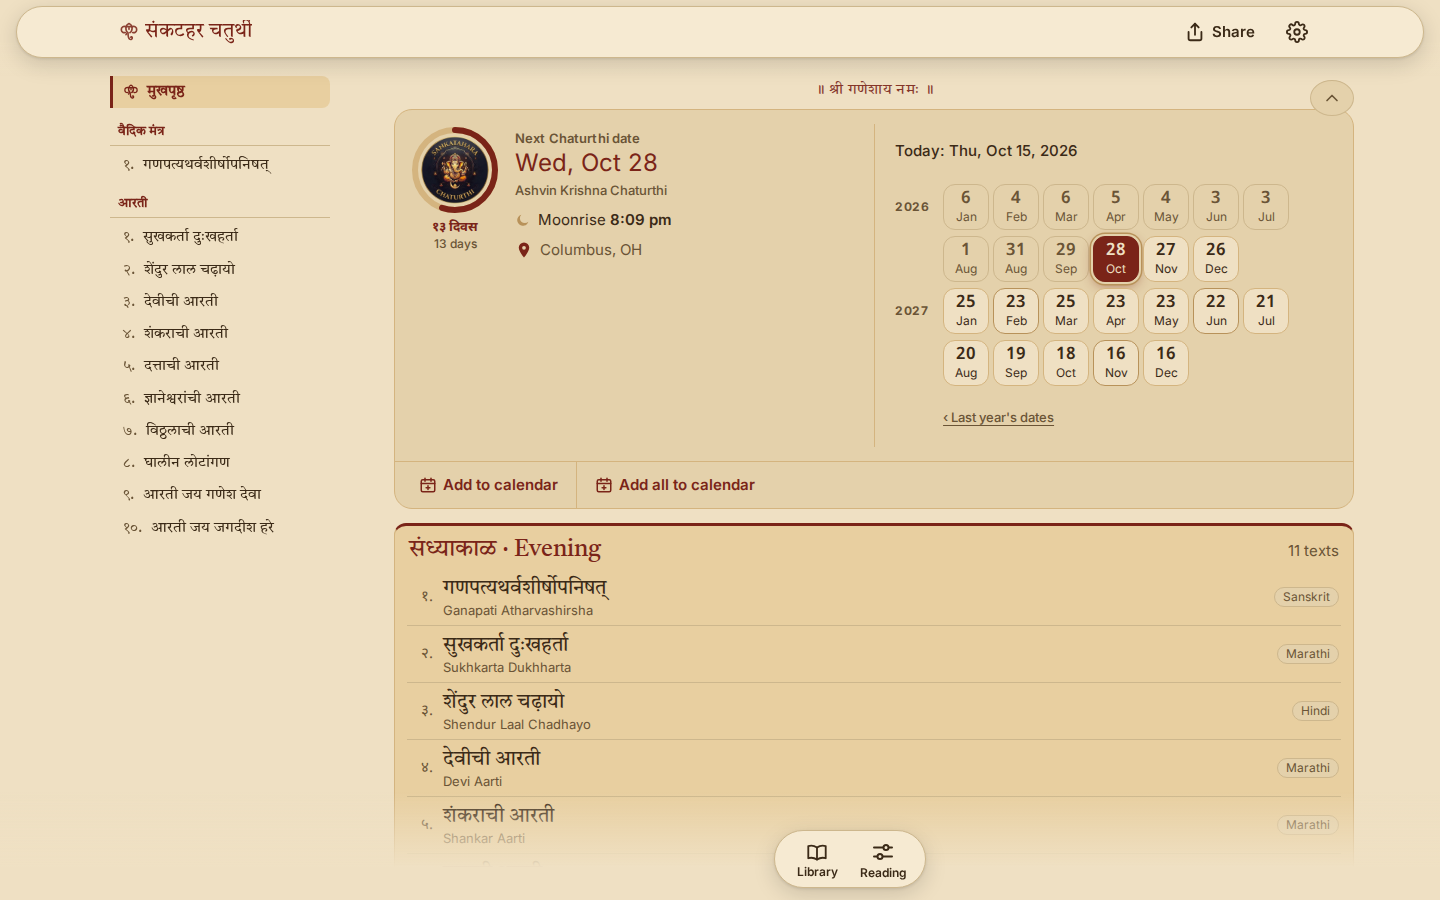 संकटहर चतुर्थी
Share
मुखपृष्ठ
वैदिक मंत्र
१. गणपत्यथर्वशीर्षोपनिषत्
आरती
१. सुखकर्ता दुःखहर्ता
२. शेंदुर लाल चढ़ायो
३. देवीची आरती
४. शंकराची आरती
५. दत्ताची आरती
६. ज्ञानेश्वरांची आरती
७. विठ्ठलाची आरती
८. घालीन लोटांगण
९. आरती जय गणेश देवा
१०. आरती जय जगदीश हरे
॥ श्री गणेशाय नमः ॥
SANKATAHARA
CHATURTHI
१३ दिवस
13 days
Next Chaturthi date
Wed, Oct 28
Ashvin Krishna Chaturthi
Moonrise 8:09 pm
Columbus, OH
Today: Thu, Oct 15, 2026
2026
6 Jan
4 Feb
6 Mar
5 Apr
4 May
3 Jun
3 Jul
1 Aug
31 Aug
29 Sep
28 Oct
27 Nov
26 Dec
2027
25 Jan
23 Feb
25 Mar
23 Apr
23 May
22 Jun
21 Jul
20 Aug
19 Sep
18 Oct
16 Nov
16 Dec
‹ Last year's dates
Add to calendar
Add all to calendar
संध्याकाळ · Evening
11 texts
१. गणपत्यथर्वशीर्षोपनिषत्
Ganapati Atharvashirsha
Sanskrit
२. सुखकर्ता दुःखहर्ता
Sukhkarta Dukhharta
Marathi
३. शेंदुर लाल चढ़ायो
Shendur Laal Chadhayo
Hindi
४. देवीची आरती
Devi Aarti
Marathi
५. शंकराची आरती
Shankar Aarti
Marathi
Library
Reading